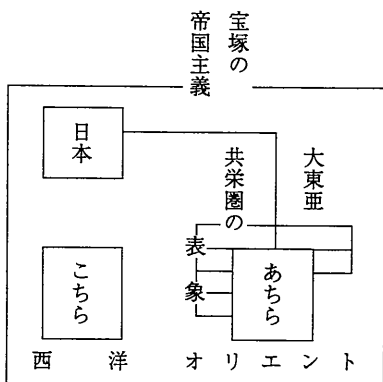 宝塚の
帝国主義
日本
大東亜
共栄圏の
表象
こちら
あちら
西洋
オリエント